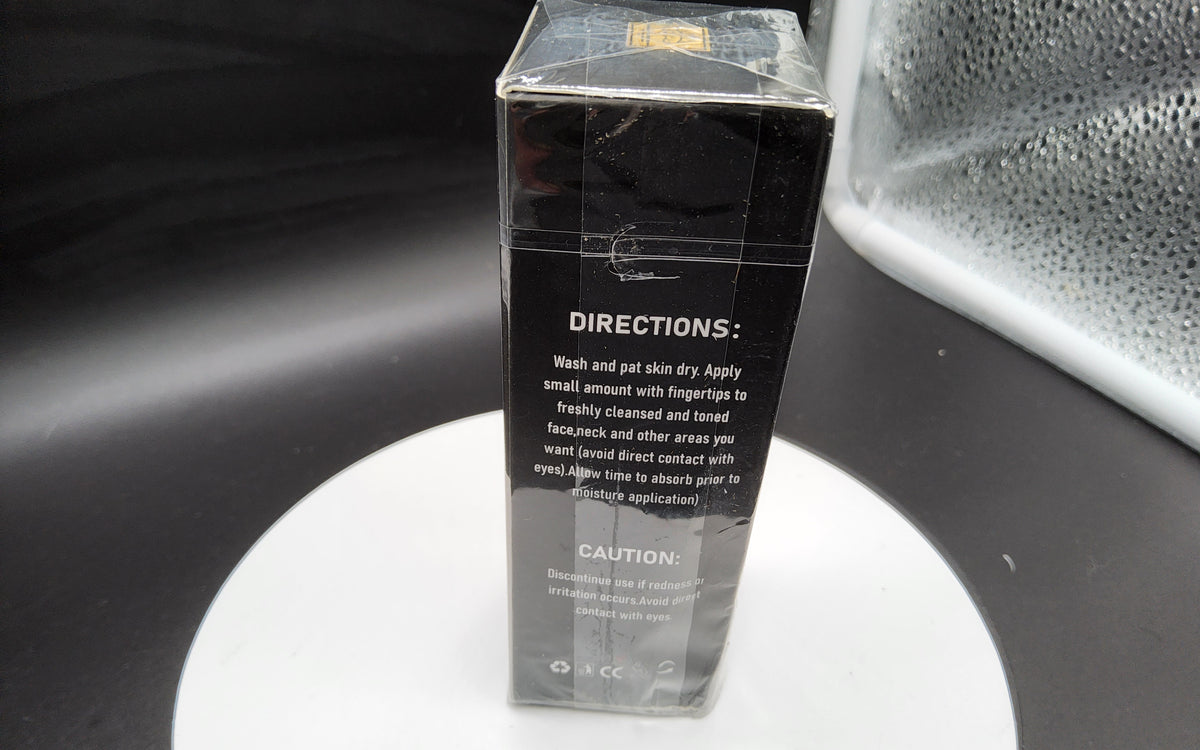 DIRECTIONS:
Wash and pat skin dry. Apply
small amount with fingertips to
freshly cleansed and toned
face,neck and other areas you
want (avoid direct contact with
eyes).Allow time to absorb prior to
moisture application)
CAUTION:
Discontinue use if redness or
irritation occurs.Avoid direct
contact with eyes